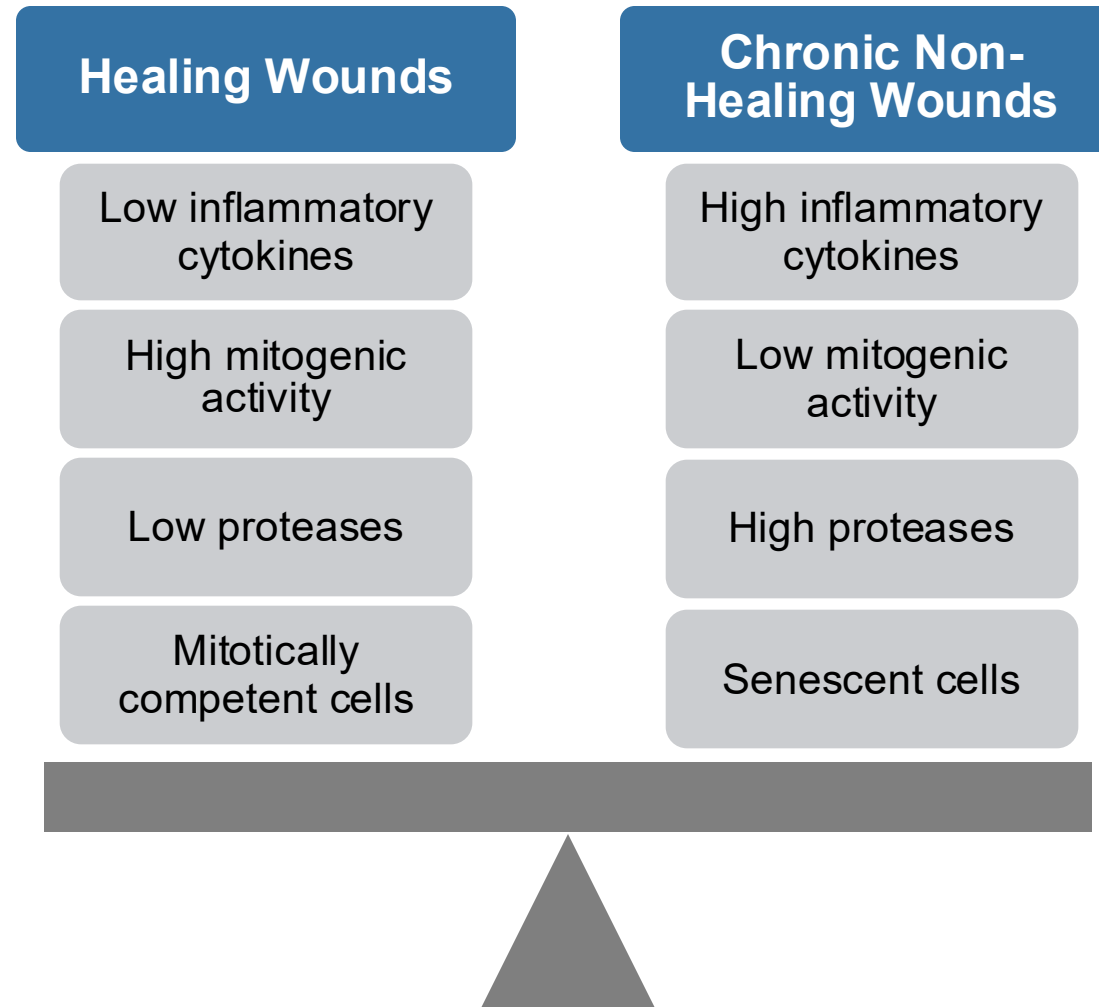 Healing Wounds
Low inflammatory
cytokines
High mitogenic
activity
Low proteases
Mitotically
competent cells
Chronic Non-
Healing Wounds
High inflammatory
cytokines
Low mitogenic
activity
High proteases
Senescent cells